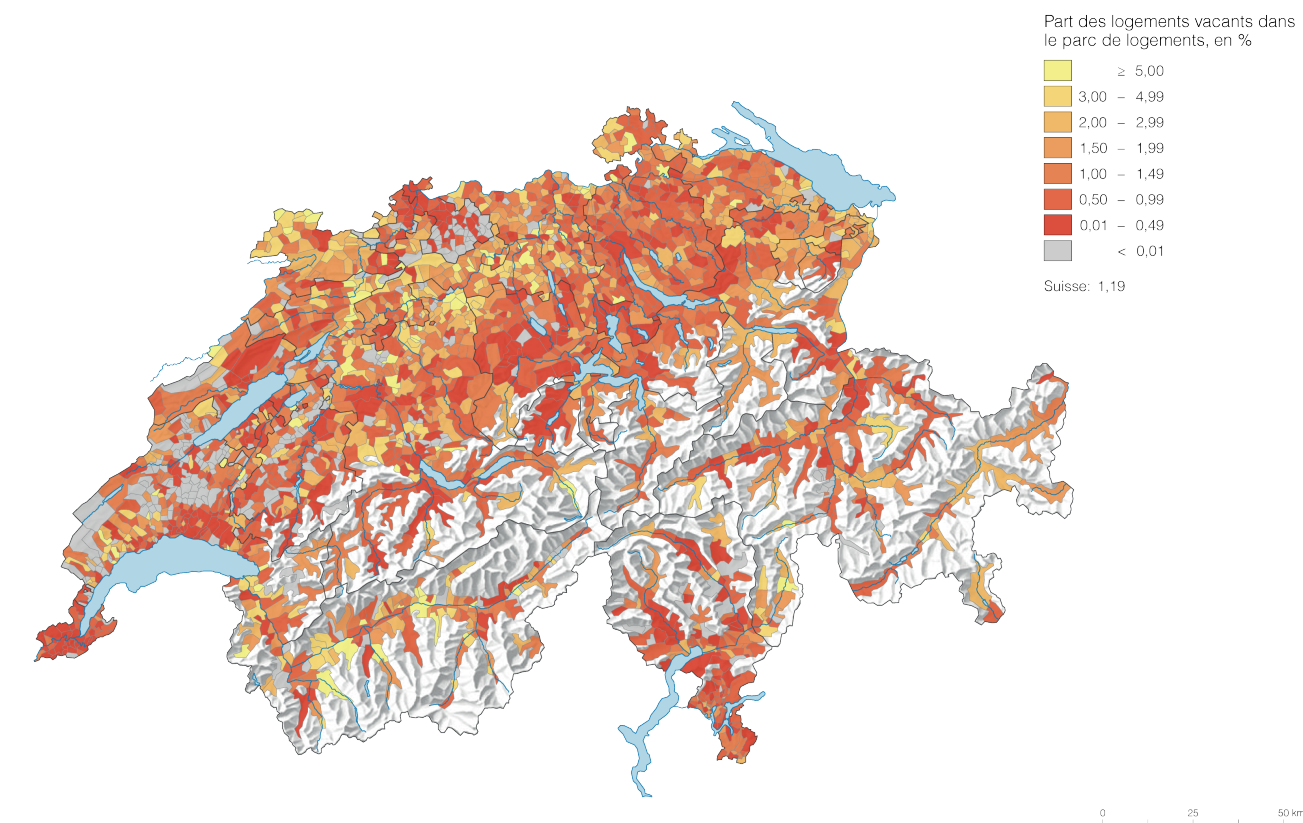 Part des logements vacants dans
le parc de logements, en %
≥ 5,00
3,00 – 4,99
2,00 – 2,99
1,50 – 1,99
1,00 – 1,49
0,50 – 0,99
0,01 – 0,49
< 0,01
Suisse: 1,19
0 25 50 km